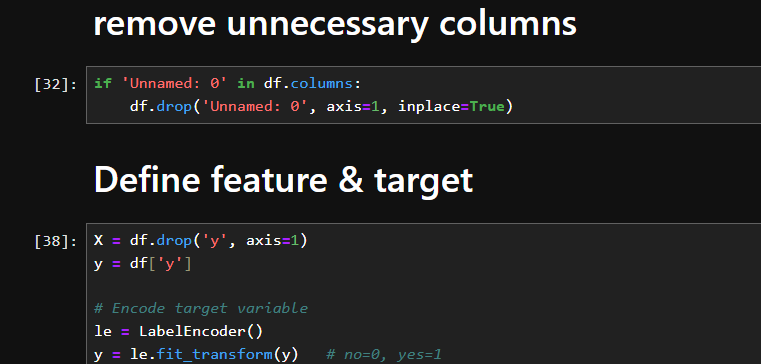 remove unnecessary columns
[32]: if 'Unnamed: 0' in df.columns:
    df.drop('Unnamed: 0', axis=1, inplace=True)
Define feature & target
[38]: X = df.drop('y', axis=1)
y = df['y']
# Encode target variable
le = LabelEncoder()
y = le.fit_transform(y)   # no=0, yes=1